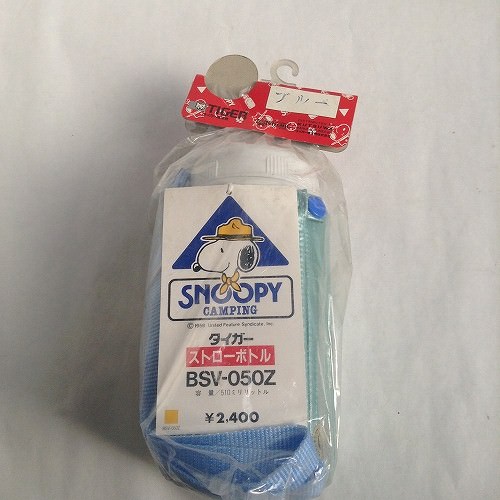 TIGER
ブルー
SNOOPY
CAMPING
United Feature Syndicate, Inc.
タイガー
ストローボトル
BSV-050Z
容量/510ミリリットル
¥2,400